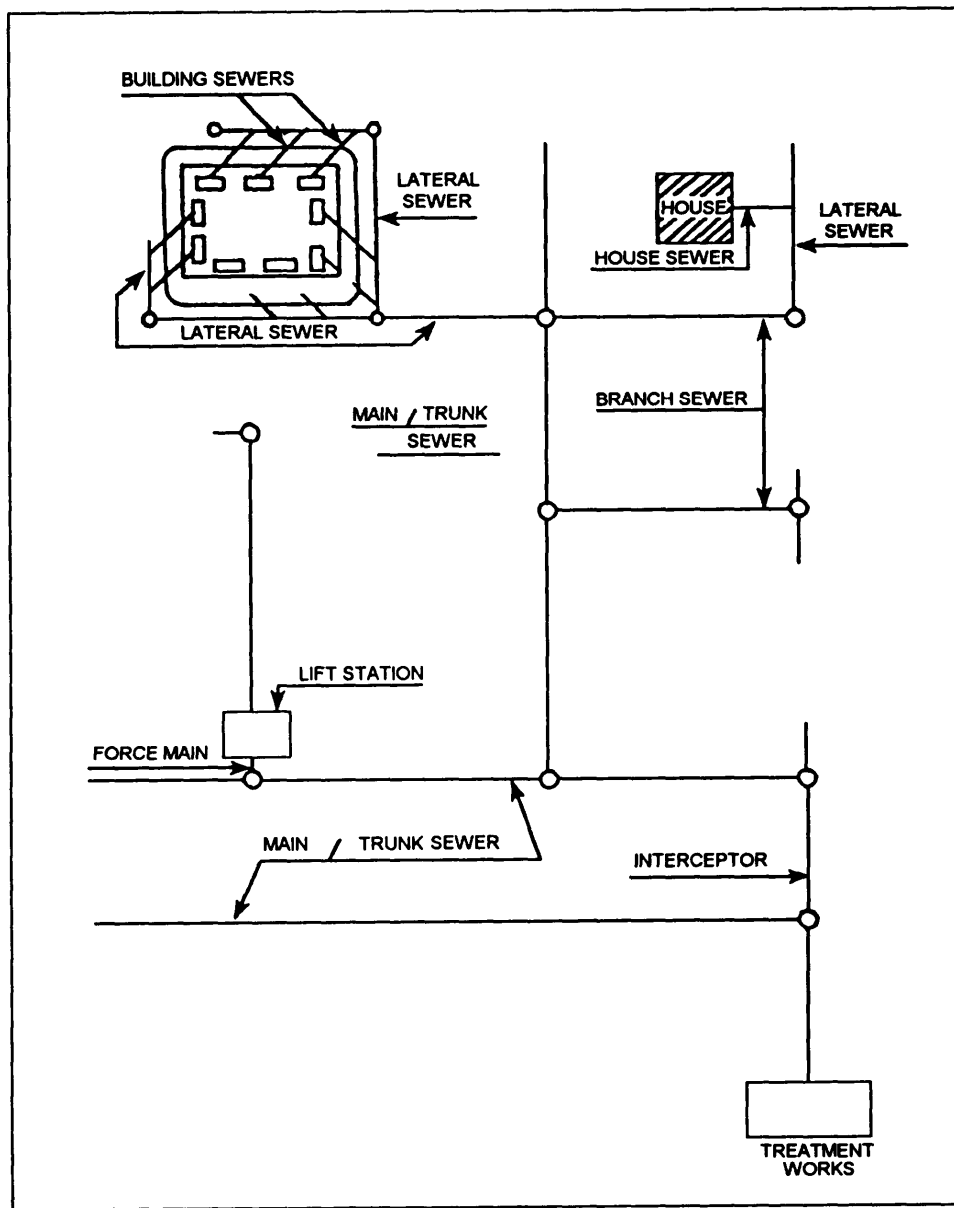 BUILDING SEWERS
LATERAL
SEWER
HOUSE
LATERAL
SEWER
HOUSE SEWER
LATERAL SEWER
BRANCH SEWER
MAIN / TRUNK
SEWER
LIFT STATION
FORCE MAIN
MAIN / TRUNK SEWER
INTERCEPTOR
TREATMENT
WORKS